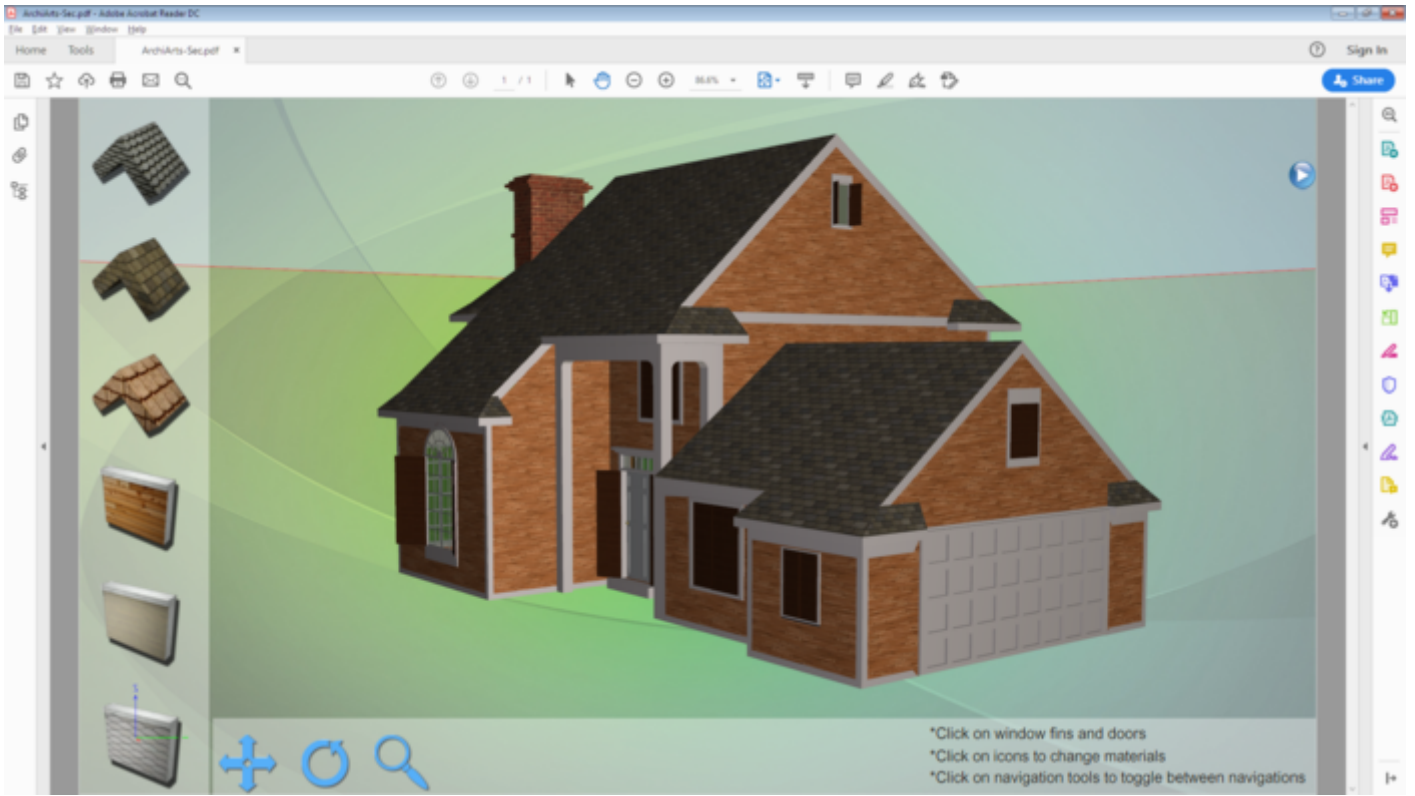 ArchiArts-Sec.pdf - Adobe Acrobat Reader DC
File Edit View Window Help
Home Tools ArchiArts-Sec.pdf × Sign In
1 / 1 Share
*Click on window fins and doors
*Click on icons to change materials
*Click on navigation tools to toggle between navigations